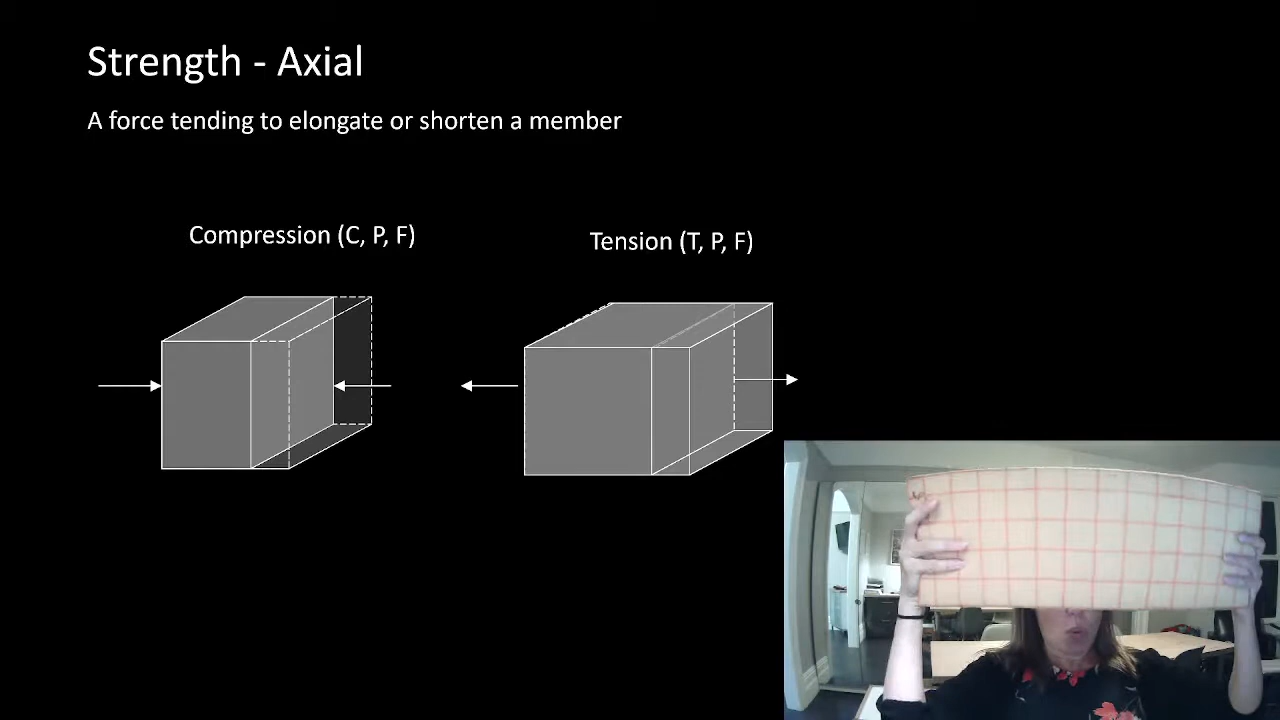 Strength - Axial
A force tending to elongate or shorten a member
Compression (C, P, F)
Tension (T, P, F)